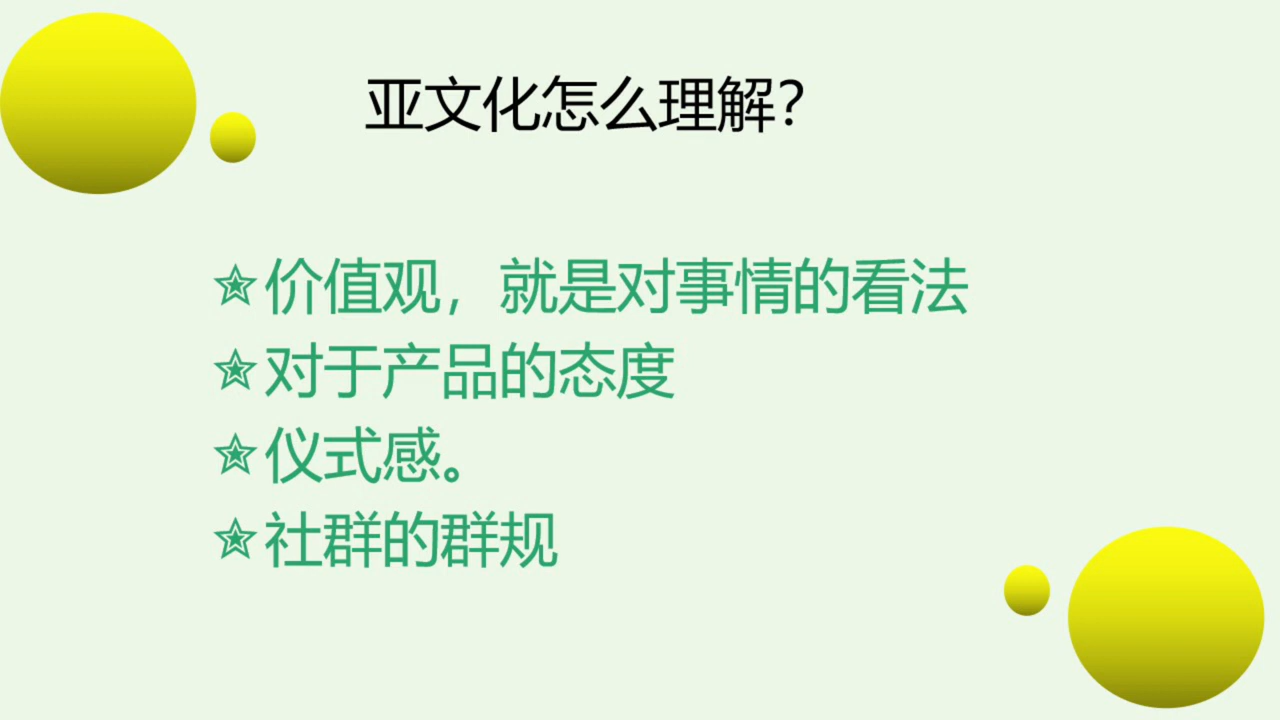 亚文化怎么理解？
价值观，就是对事情的看法
对于产品的态度
仪式感。
社群的群规